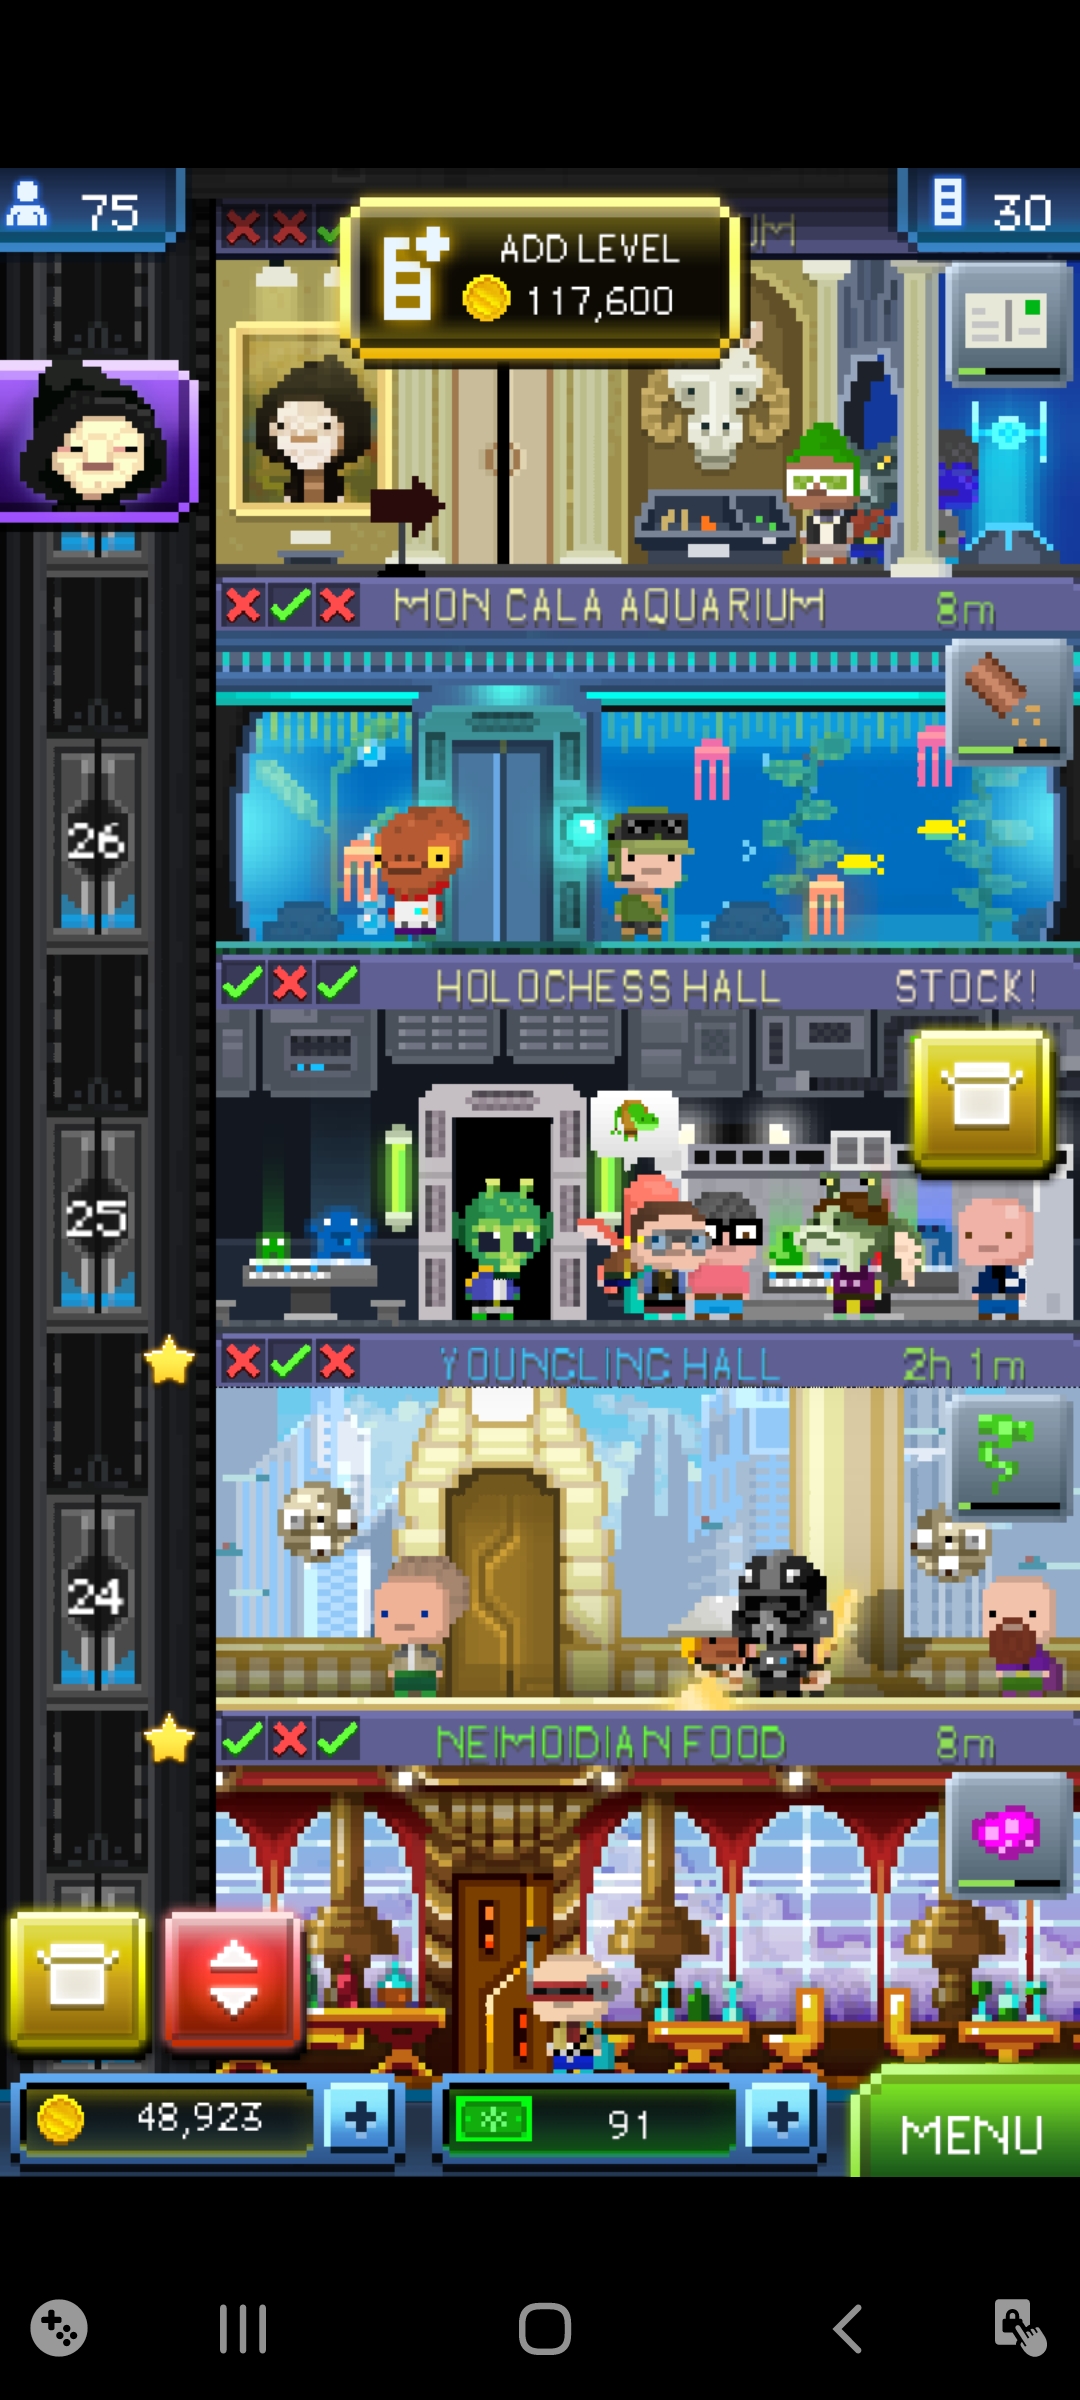 75
ADD LEVEL
117,600
30
UM
MON CALA AQUARIUM 8m
26
HOLOCHESS HALL STOCK!
25
YOUNGLING HALL 2h 1m
24
NEIMOIDIAN FOOD 8m
48,923
91
MENU